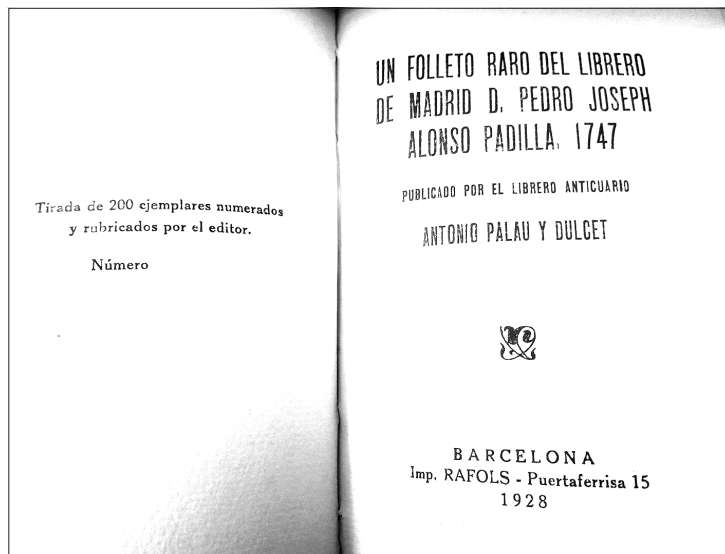 Tirada de 200 ejemplares numerados
y rubricados por el editor.
Número
UN FOLLETO RARO DEL LIBRERO
DE MADRID D. PEDRO JOSEPH
ALONSO PADILLA, 1747
PUBLICADO POR EL LIBRERO ANTICUARIO
ANTONIO PALAU Y DULCET
BARCELONA
Imp. RAFOLS - Puertaferrisa 15
1928